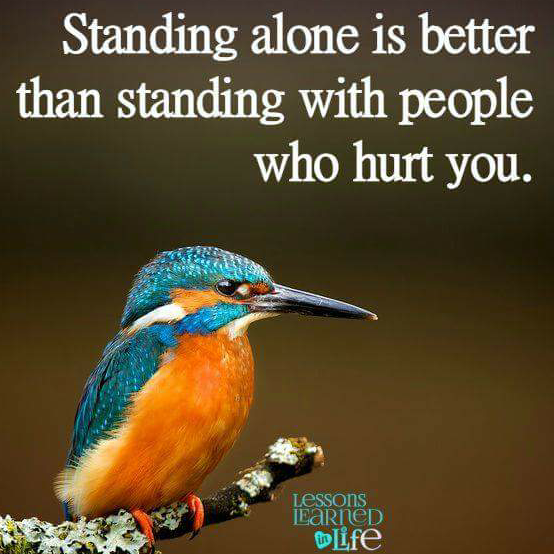 Standing alone is better
than standing with people
who hurt you.
Lessons
Learned
in Life